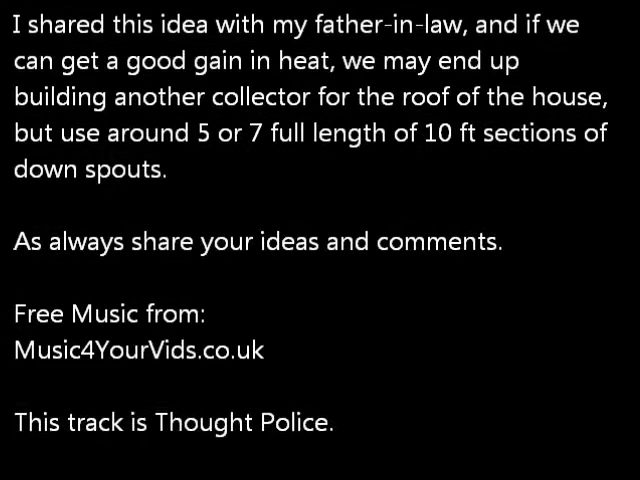 I shared this idea with my father-in-law, and if we
can get a good gain in heat, we may end up
building another collector for the roof of the house,
but use around 5 or 7 full length of 10 ft sections of
down spouts.
As always share your ideas and comments.
Free Music from:
Music4YourVids.co.uk
This track is Thought Police.